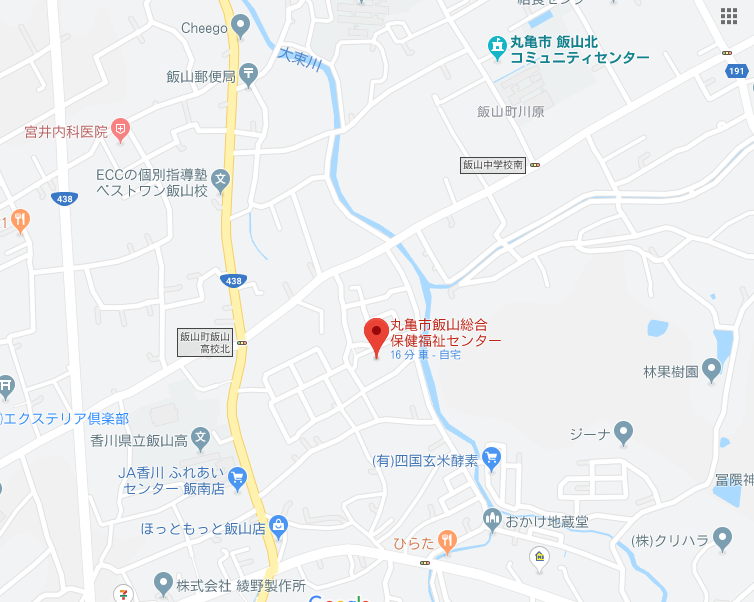 Cheego
丸亀市 飯山北
コミュニティセンター
大束川
飯山郵便局
191
飯山町川原
宮井内科医院
飯山中学校南
ECCの個別指導塾
ベストワン飯山校
438
1
438
飯山町飯山
高校北
丸亀市飯山総合
保健福祉センター
16 分 車 - 自宅
林果樹園
)エクステリア倶楽部
香川県立飯山高
ジーナ
(有)四国玄米酵素
JA香川 ふれあい
センター 飯南店
冨隈神
おかけ地蔵堂
ほっともっと飯山店
ひらた
(株)クリハラ
株式会社 綾野製作所